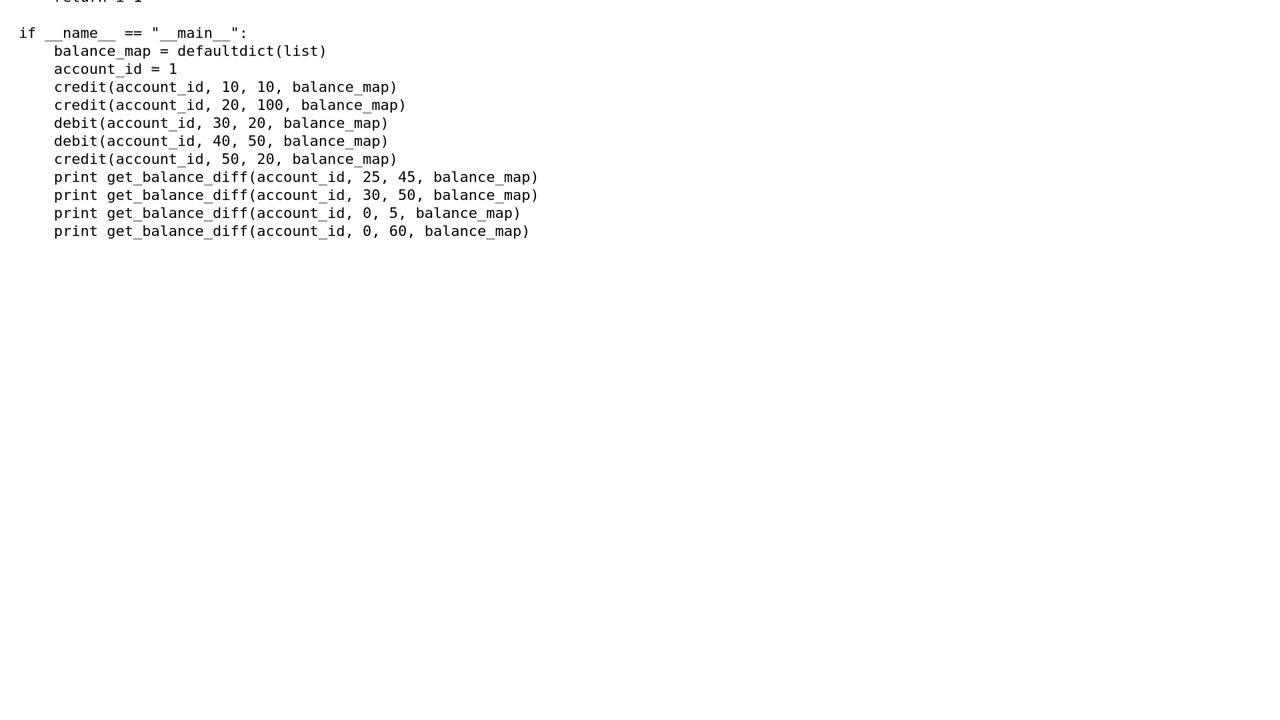 if __name__ == "__main__":
    balance_map = defaultdict(list)
    account_id = 1
    credit(account_id, 10, 10, balance_map)
    credit(account_id, 20, 100, balance_map)
    debit(account_id, 30, 20, balance_map)
    debit(account_id, 40, 50, balance_map)
    credit(account_id, 50, 20, balance_map)
    print get_balance_diff(account_id, 25, 45, balance_map)
    print get_balance_diff(account_id, 30, 50, balance_map)
    print get_balance_diff(account_id, 0, 5, balance_map)
    print get_balance_diff(account_id, 0, 60, balance_map)